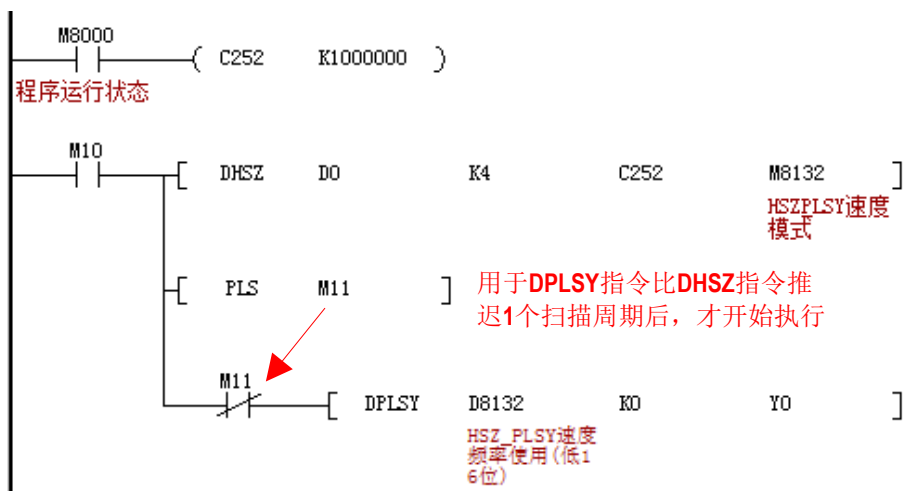 M8000
( C252 K1000000 )
程序运行状态
M10
[ DHSZ D0 K4 C252 M8132 ]
HSZPLSY速度
模式
[ PLS M11 ]
用于DPLSY指令比DHSZ指令推
迟1个扫描周期后，才开始执行
M11
[ DPLSY D8132 K0 Y0 ]
HSZ_PLSY速度
频率使用(低1
6位)